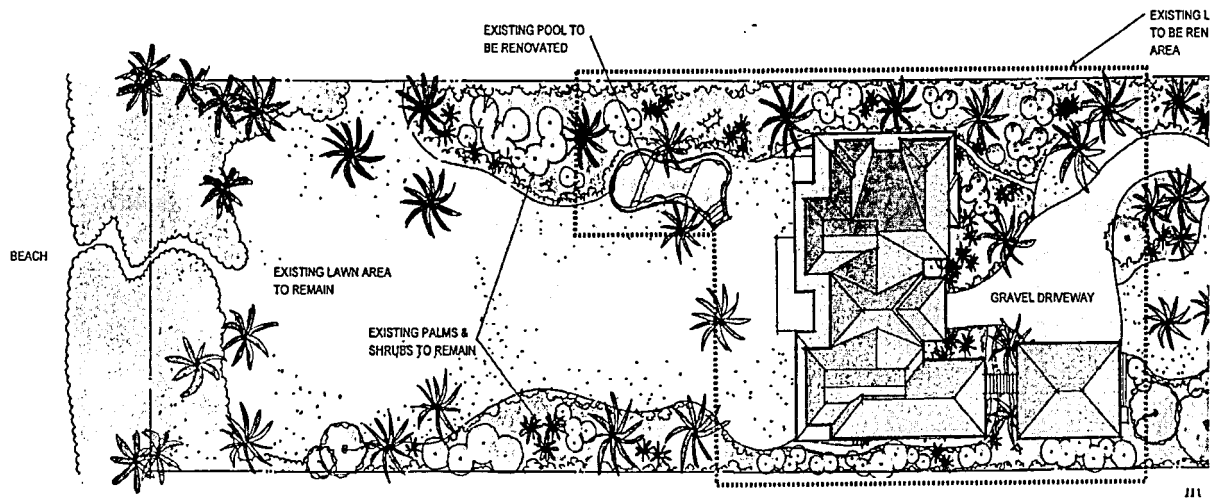 EXISTING POOL TO
BE RENOVATED
EXISTING L
TO BE REN
AREA
BEACH
EXISTING LAWN AREA
TO REMAIN
EXISTING PALMS &
SHRUBS TO REMAIN
GRAVEL DRIVEWAY